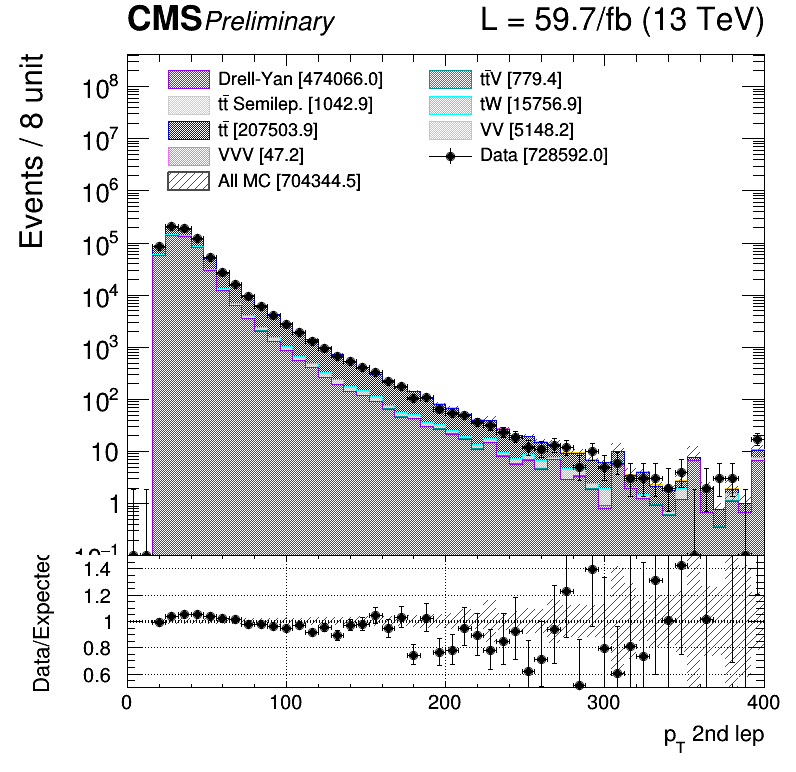 CMS Preliminary L = 59.7/fb (13 TeV)
Events / 8 unit
10⁸
10⁷
10⁶
10⁵
10⁴
10³
10²
10
1
10⁻¹
Drell-Yan [474066.0]
tt̄ Semilep. [1042.9]
tt̄ [207503.9]
VVV [47.2]
All MC [704344.5]
tt̄V [779.4]
tW [15756.9]
VV [5148.2]
Data [728592.0]
Data/Expected
1.4
1.2
1
0.8
0.6
0 100 200 300 400
p_T 2nd lep